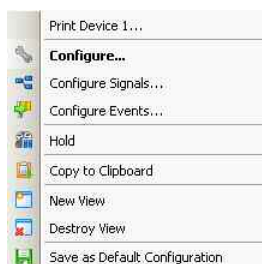 Print Device 1...
Configure...
Configure Signals...
Configure Events...
Hold
Copy to Clipboard
New View
Destroy View
Save as Default Configuration